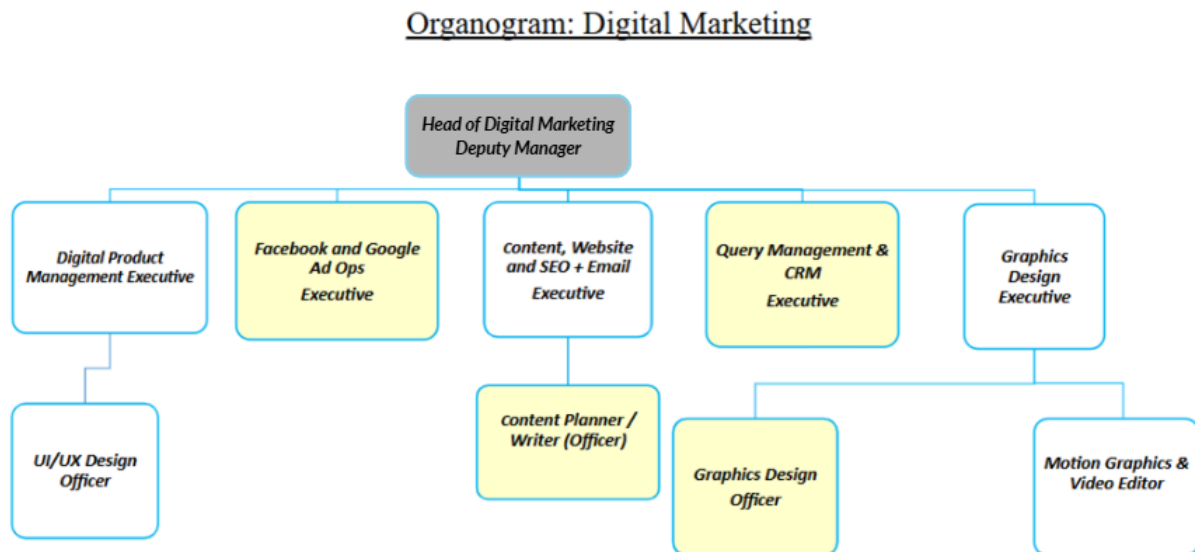 Organogram: Digital Marketing
Head of Digital Marketing
Deputy Manager
Digital Product
Management Executive
Facebook and Google
Ad Ops
Executive
Content, Website
and SEO + Email
Executive
Query Management &
CRM
Executive
Graphics
Design
Executive
UI/UX Design
Officer
Content Planner /
Writer (Officer)
Graphics Design
Officer
Motion Graphics &
Video Editor